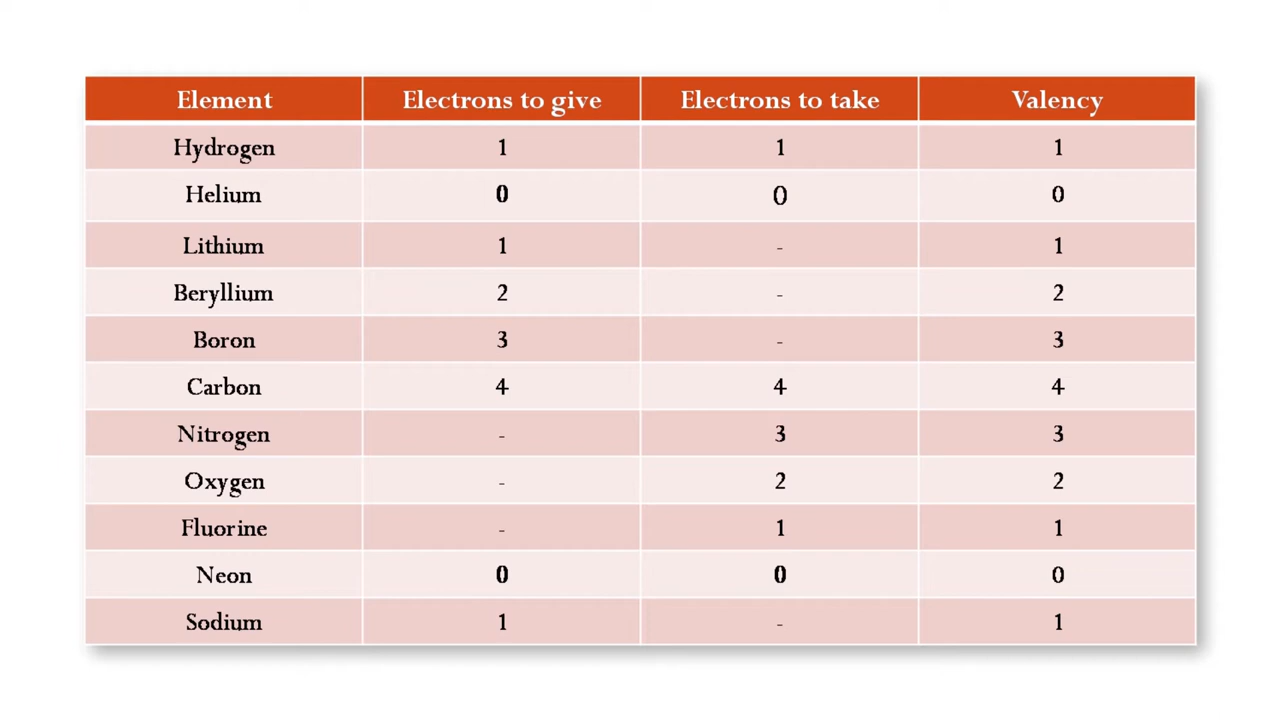 Element Electrons to give Electrons to take Valency
Hydrogen 1 1 1
Helium 0 0 0
Lithium 1 - 1
Beryllium 2 - 2
Boron 3 - 3
Carbon 4 4 4
Nitrogen - 3 3
Oxygen - 2 2
Fluorine - 1 1
Neon 0 0 0
Sodium 1 - 1